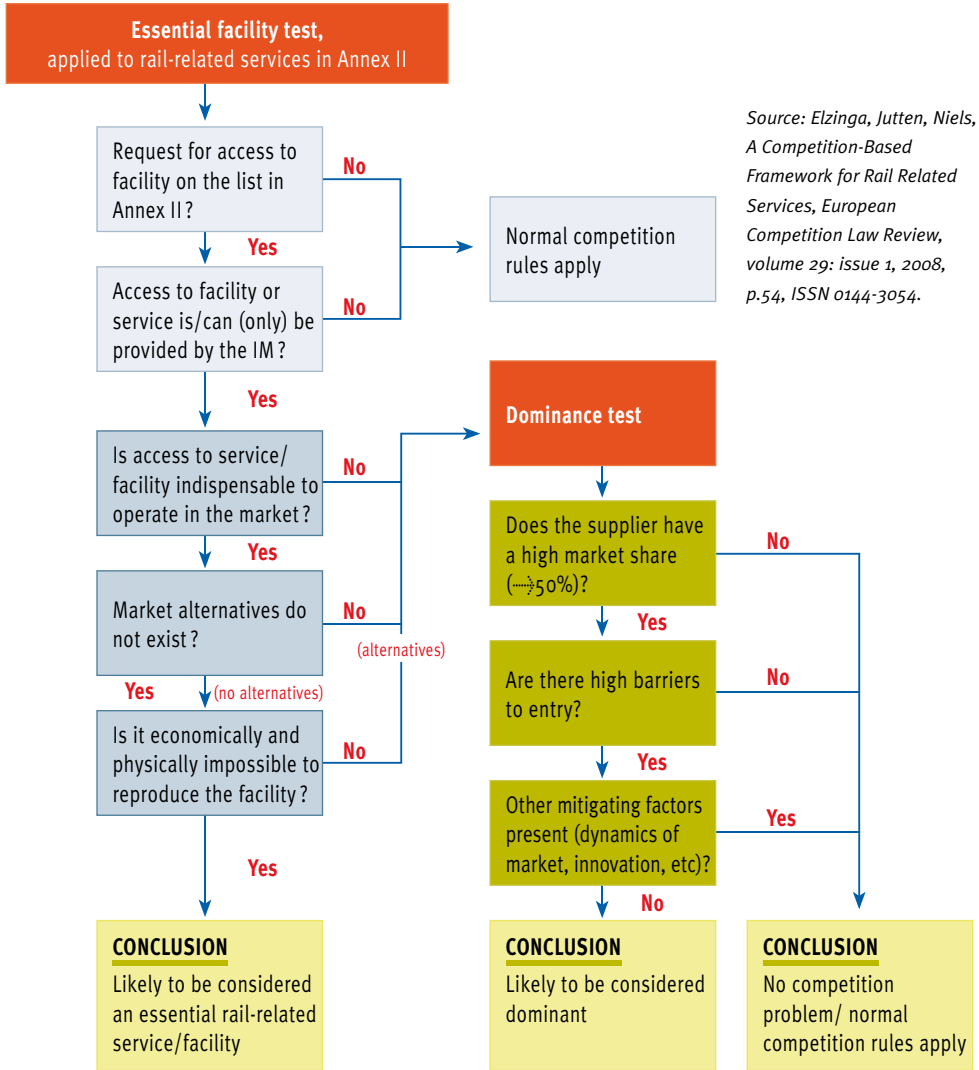 Essential facility test,
applied to rail-related services in Annex II
Request for access to
facility on the list in
Annex II?
No
Yes
Access to facility or
service is/can (only) be
provided by the IM?
No
Yes
Normal competition
rules apply
Source: Elzinga, Jutten, Niels,
A Competition-Based
Framework for Rail Related
Services, European
Competition Law Review,
volume 29: issue 1, 2008,
p.54, ISSN 0144-3054.
Is access to service/
facility indispensable to
operate in the market?
No
Yes
Market alternatives do
not exist?
No
(alternatives)
Yes
(no alternatives)
Is it economically and
physically impossible to
reproduce the facility?
No
Yes
CONCLUSION
Likely to be considered
an essential rail-related
service/facility
Dominance test
Does the supplier have
a high market share
(⤑50%)?
No
Yes
Are there high barriers
to entry?
No
Yes
Other mitigating factors
present (dynamics of
market, innovation, etc)?
Yes
No
CONCLUSION
Likely to be considered
dominant
CONCLUSION
No competition
problem/ normal
competition rules apply